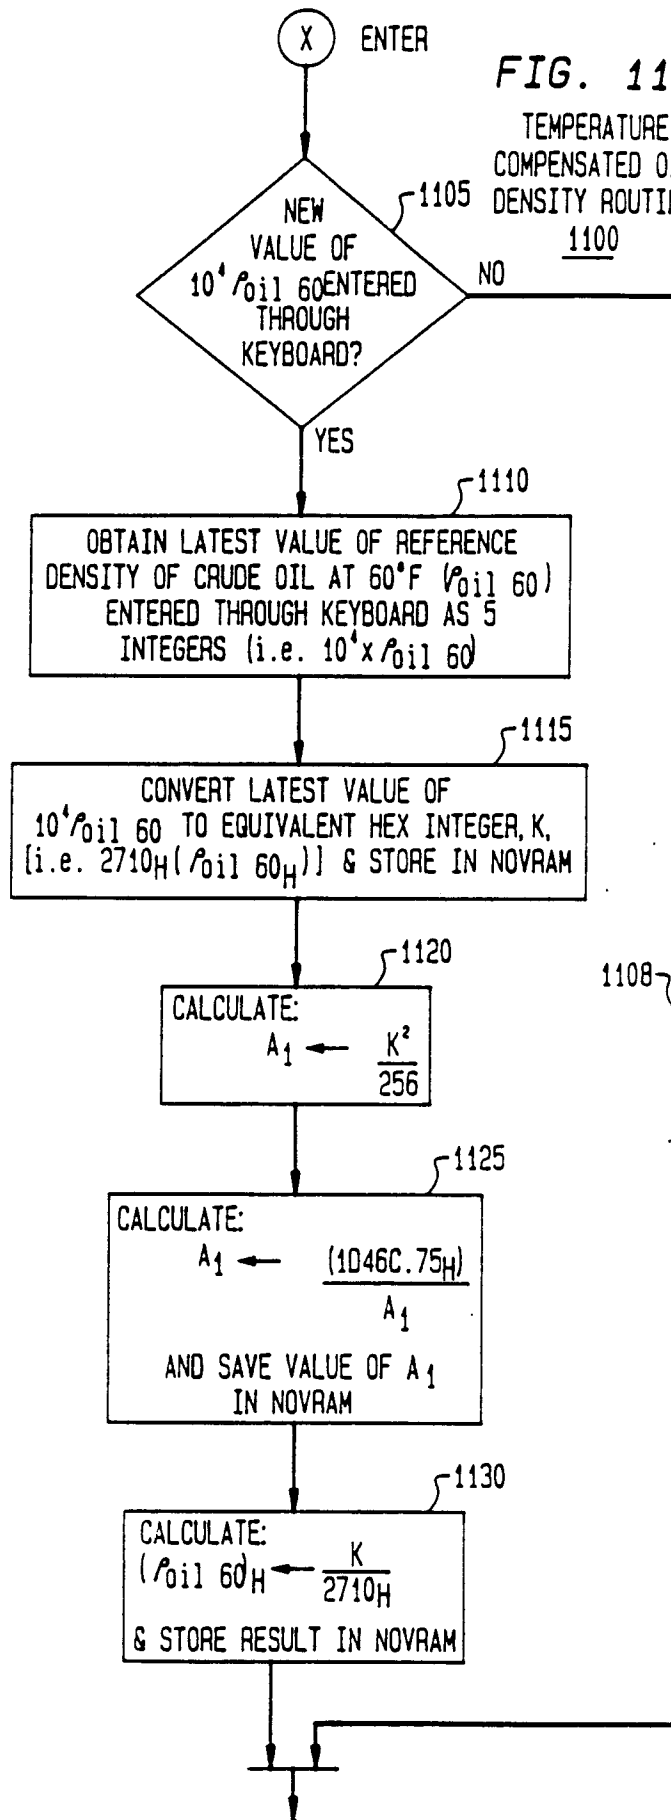 X ENTER
FIG. 11
TEMPERATURE
COMPENSATED O
DENSITY ROUTI
1100
1105
NEW
VALUE OF
10⁴ ρoil 60 ENTERED
THROUGH
KEYBOARD?
NO
YES
1110
OBTAIN LATEST VALUE OF REFERENCE
DENSITY OF CRUDE OIL AT 60°F (ρoil 60)
ENTERED THROUGH KEYBOARD AS 5
INTEGERS (i.e. 10⁴ x ρoil 60)
1115
CONVERT LATEST VALUE OF
10⁴ρoil 60 TO EQUIVALENT HEX INTEGER, K,
[i.e. 2710H(ρoil 60H)] & STORE IN NOVRAM
1120
1108
CALCULATE:
A1 ← K²
256
1125
CALCULATE:
A1 ← (1D46C.75H)
A1
AND SAVE VALUE OF A1
IN NOVRAM
1130
CALCULATE:
(ρoil 60)H ← K
2710H
& STORE RESULT IN NOVRAM